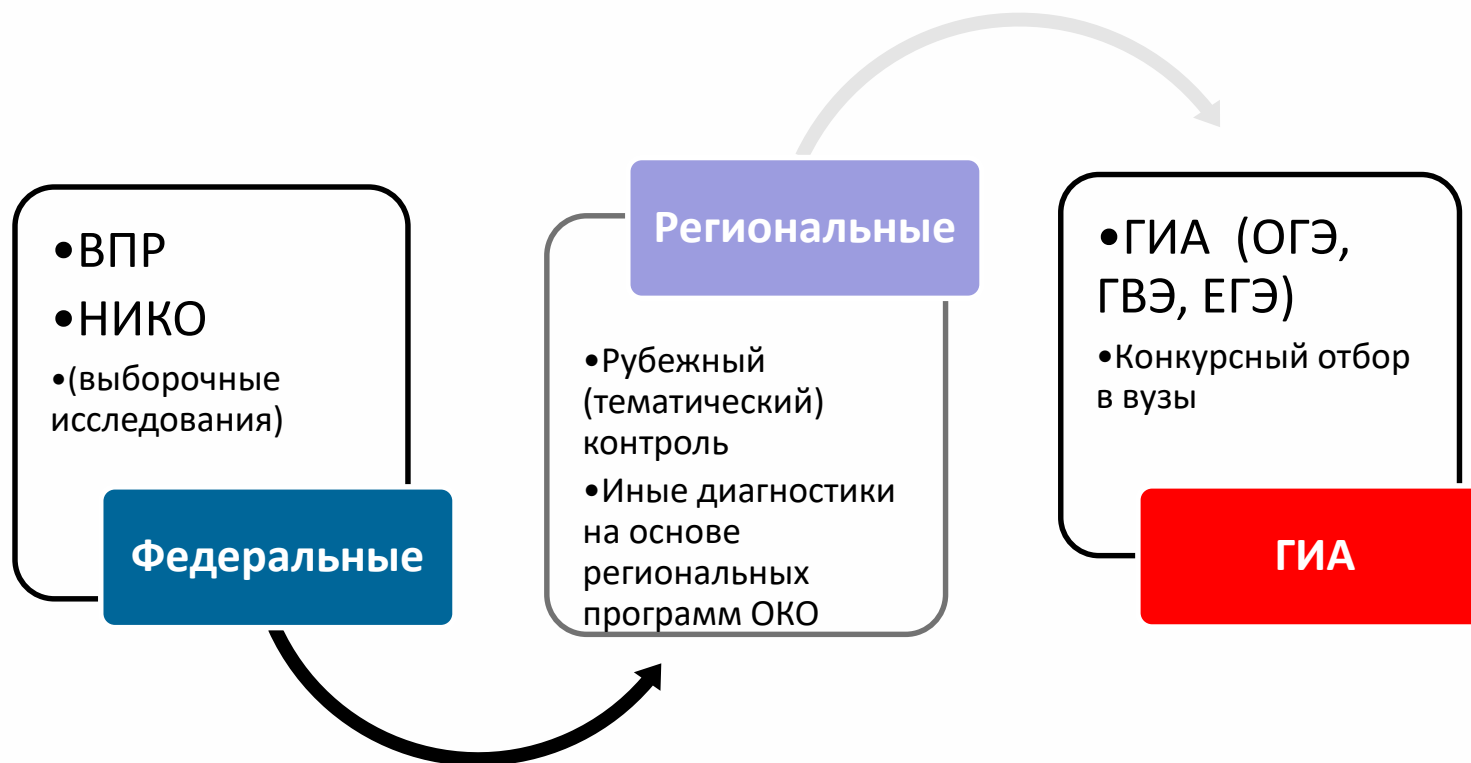 •ВПР
•НИКО
•(выборочные
исследования)
Федеральные
Региональные
•Рубежный
(тематический)
контроль
•Иные диагностики
на основе
региональных
программ ОКО
•ГИА (ОГЭ,
ГВЭ, ЕГЭ)
•Конкурсный отбор
в вузы
ГИА